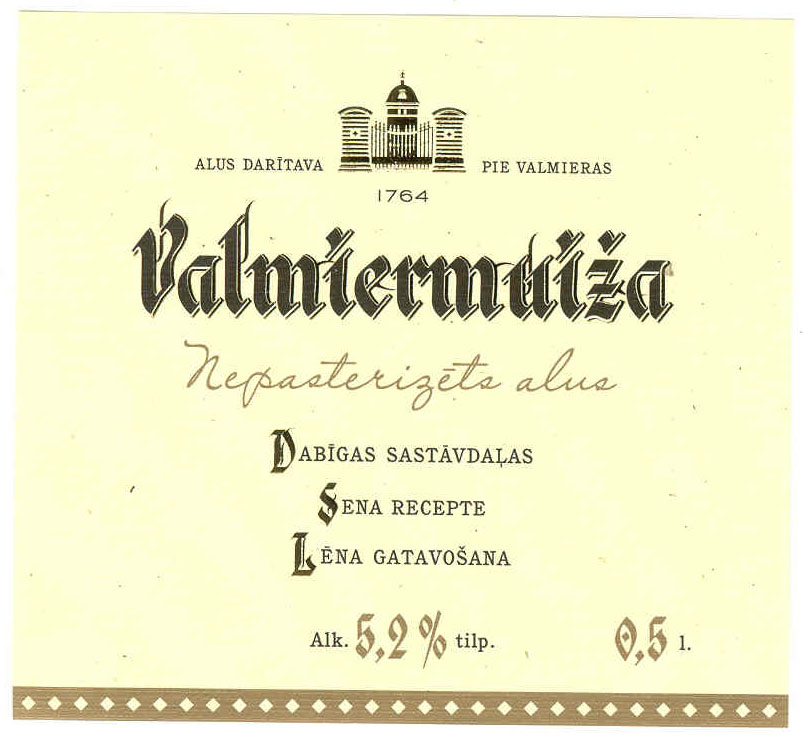 ALUS DARĪTAVA PIE VALMIERAS
1764
Valmiermuiža
Nepasterizēts alus
DABĪGAS SASTĀVDAĻAS
SENA RECEPTE
LĒNA GATAVOŠANA
Alk. 5,2 % tilp. 0,5 l.